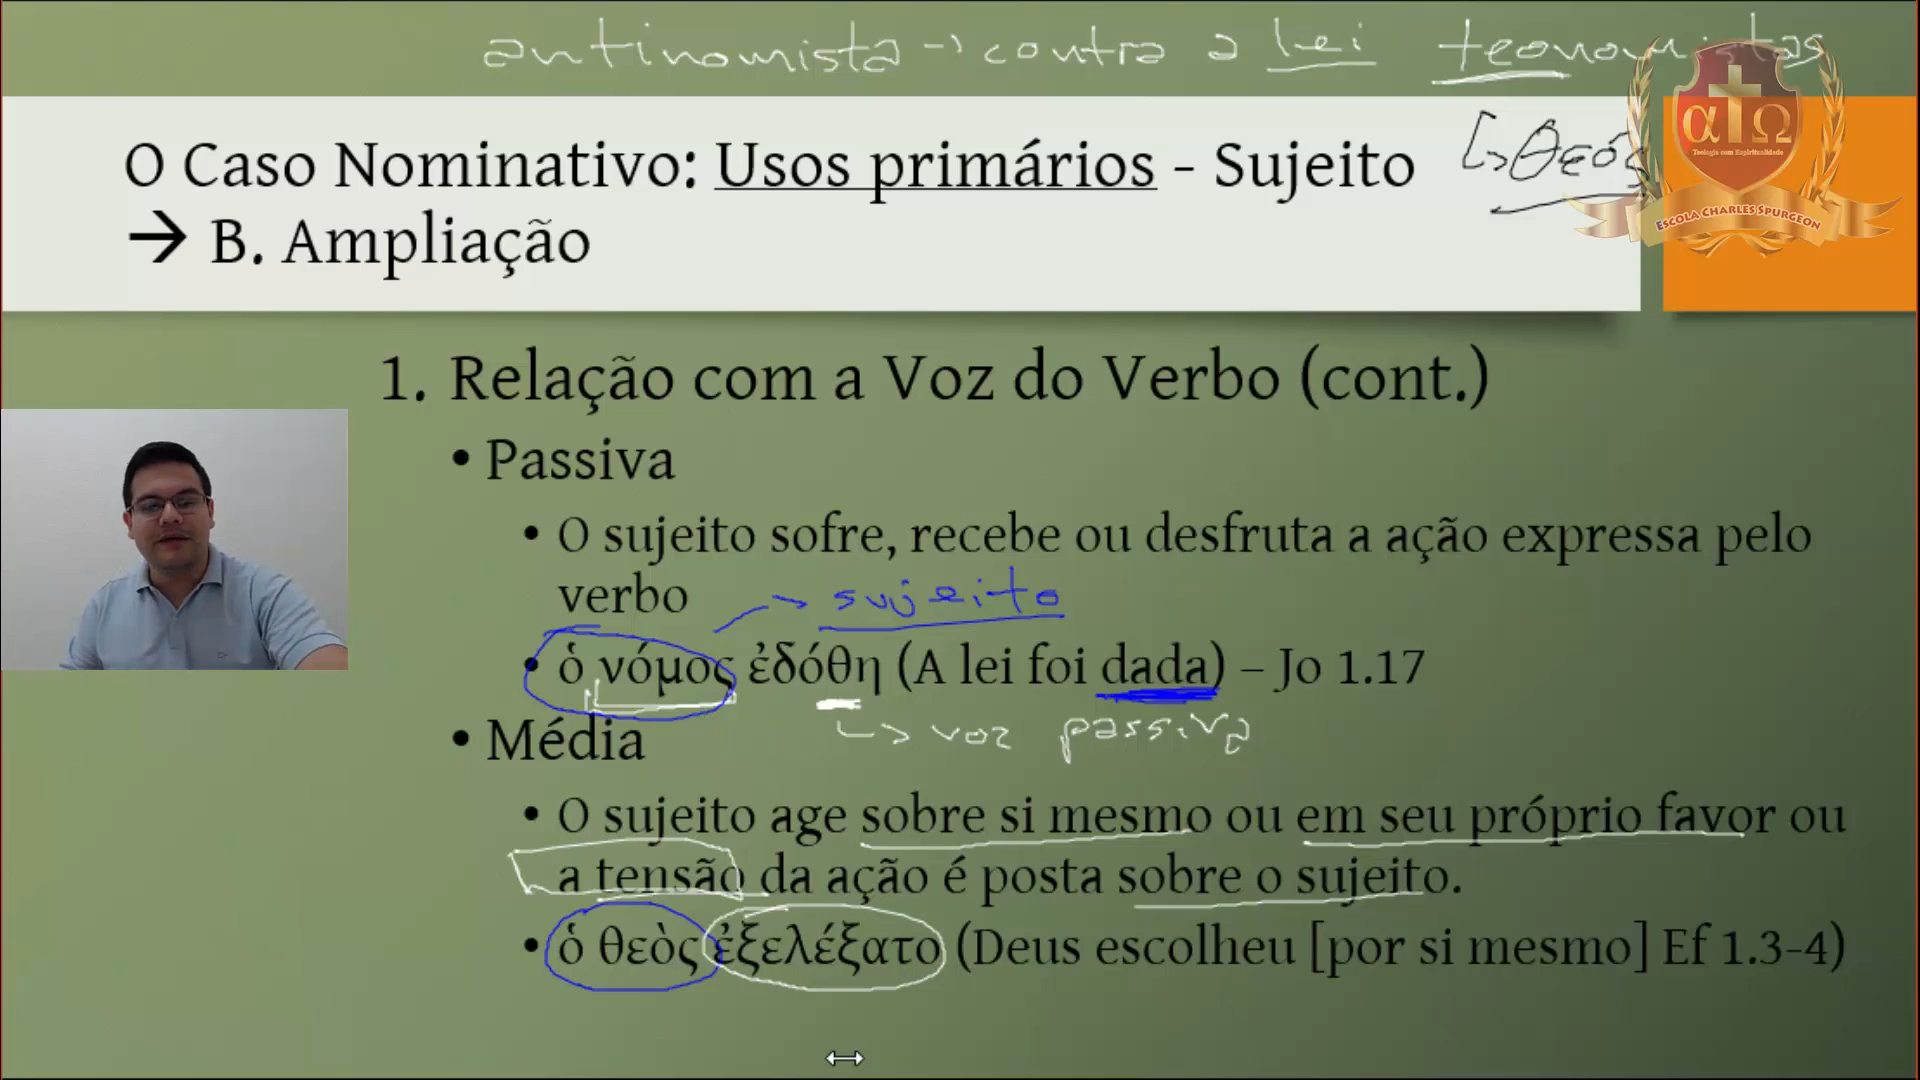 antinomista → contra a lei teonomistas
O Caso Nominativo: Usos primários - Sujeito
→ B. Ampliação
↳ θεός
α Ω
Teologia com Espiritualidade
ESCOLA CHARLES SPURGEON
1. Relação com a Voz do Verbo (cont.)
• Passiva
• O sujeito sofre, recebe ou desfruta a ação expressa pelo
verbo
→ sujeito
• ὁ νόμος ἐδόθη (A lei foi dada) – Jo 1.17
↳ voz passiva
• Média
• O sujeito age sobre si mesmo ou em seu próprio favor ou
a tensão da ação é posta sobre o sujeito.
• ὁ θεὸς ἐξελέξατο (Deus escolheu [por si mesmo] Ef 1.3-4)